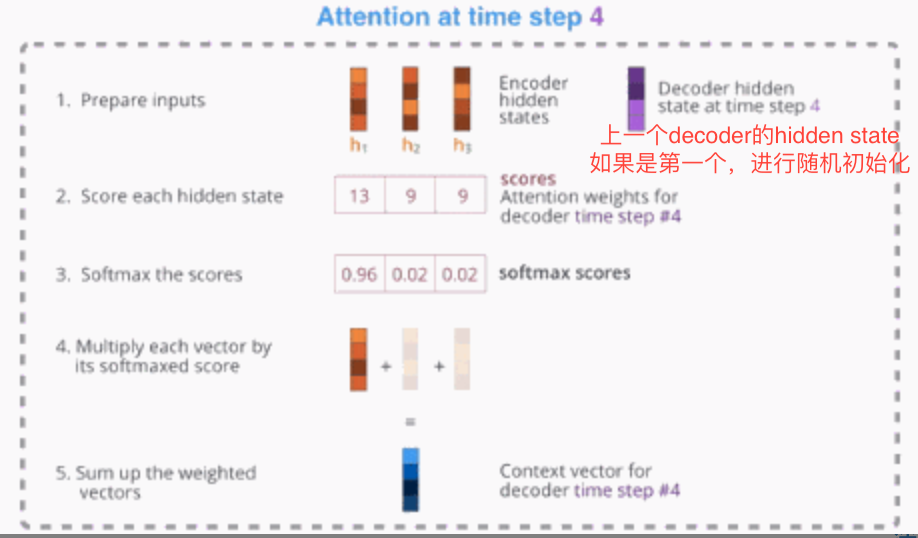 Attention at time step 4
1. Prepare inputs
h₁
h₂
h₃
Encoder
hidden
states
Decoder hidden
state at time step 4
上一个decoder的hidden state
如果是第一个，进行随机初始化
2. Score each hidden state
13
9
9
scores
Attention weights for
decoder time step #4
3. Softmax the scores
0.96
0.02
0.02
softmax scores
4. Multiply each vector by
its softmaxed score
+
+
=
5. Sum up the weighted
vectors
Context vector for
decoder time step #4